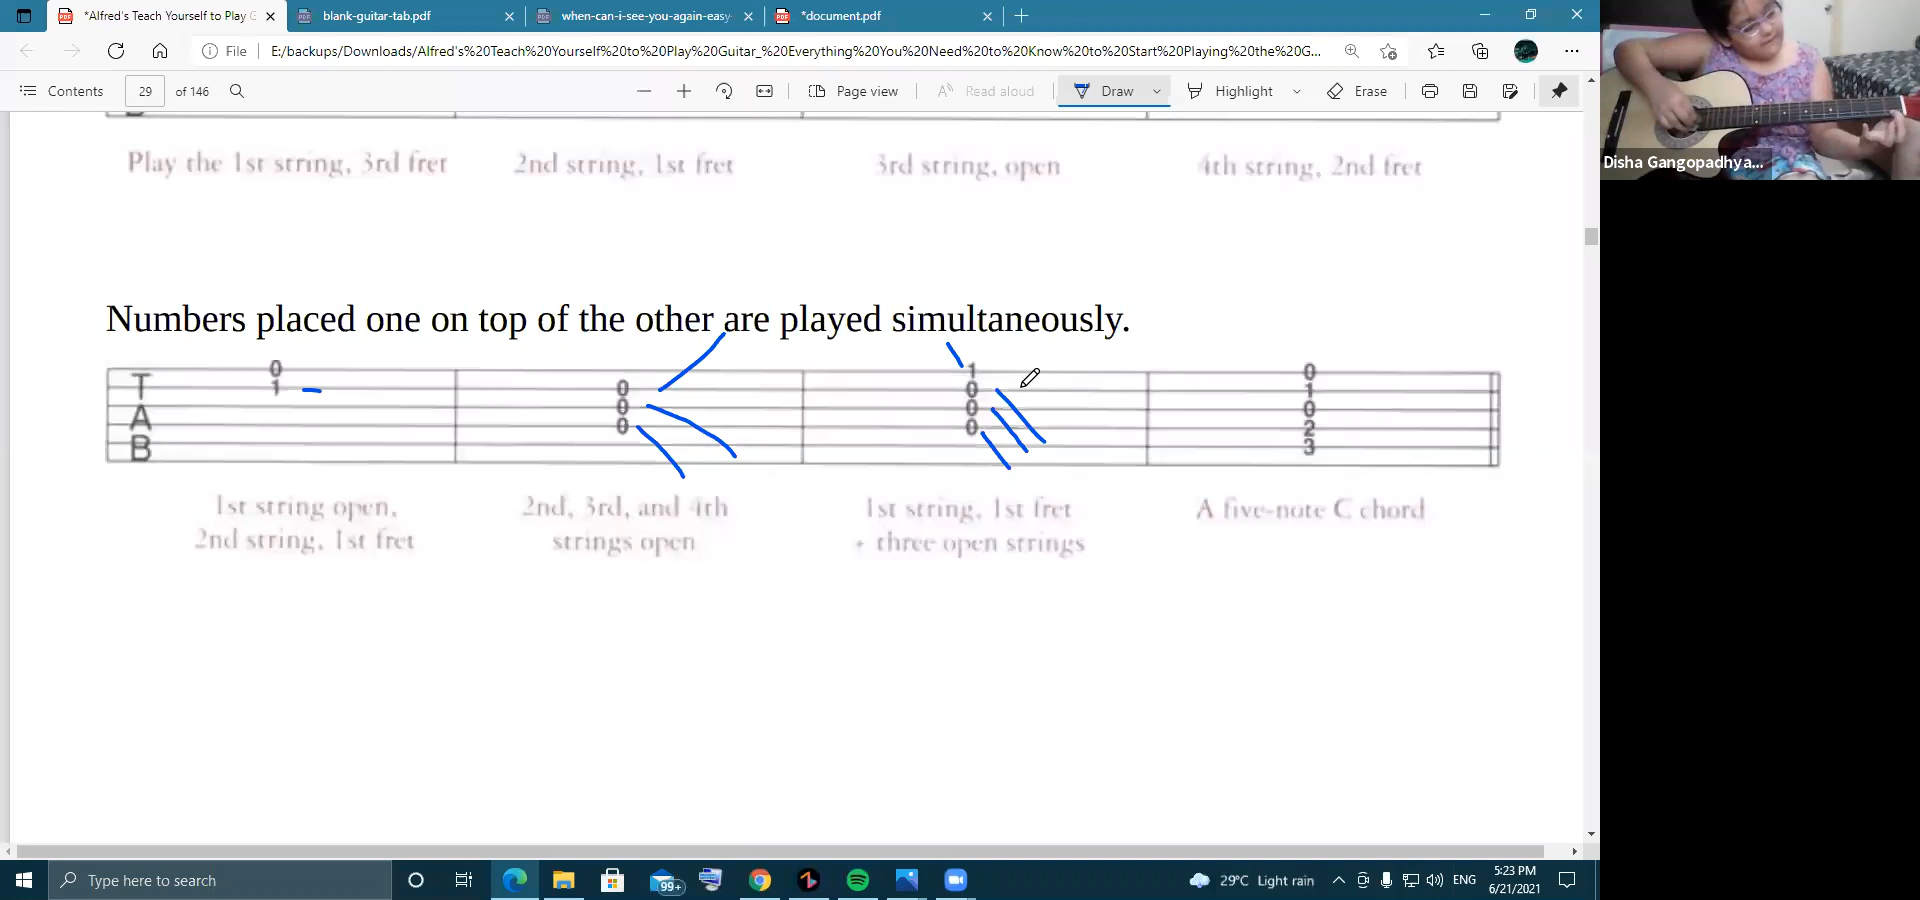 *Alfred's Teach Yourself to Play G
blank-guitar-tab.pdf
when-can-i-see-you-again-easy-
*document.pdf
File
E:/backups/Downloads/Alfred's%20Teach%20Yourself%20to%20Play%20Guitar_%20Everything%20You%20Need%20to%20Know%20to%20Start%20Playing%20the%20G...
Contents
29
of 146
Page view
Read aloud
Draw
Highlight
Erase
Disha Gangopadhya...
Play the 1st string, 3rd fret
2nd string, 1st fret
3rd string, open
4th string, 2nd fret
Numbers placed one on top of the other are played simultaneously.
T
A
B
0
1
0
0
0
1
0
0
0
0
1
0
2
3
1st string open,
2nd string, 1st fret
2nd, 3rd, and 4th
strings open
1st string, 1st fret
+ three open strings
A five-note C chord
Type here to search
99+
29°C Light rain
ENG
5:23 PM
6/21/2021